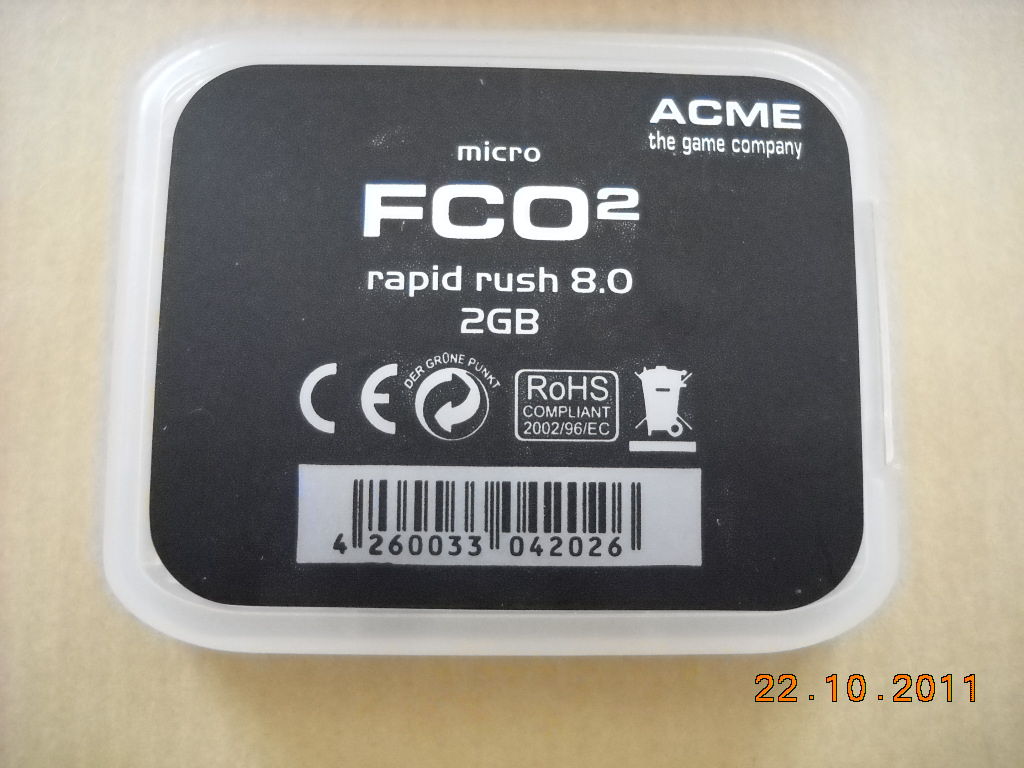 ACME
the game company
micro
FCO²
rapid rush 8.0
2GB
CE
DER GRÜNE PUNKT
RoHS
COMPLIANT
2002/96/EC
4 260033 042026
22.10.2011